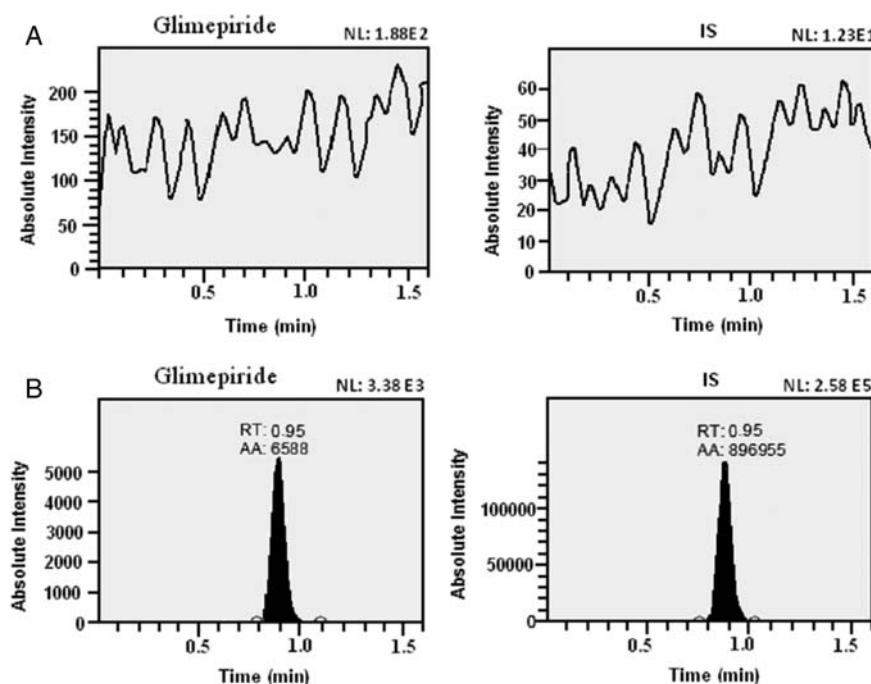 A
Glimepiride
NL: 1.88E2
Absolute Intensity
200
150
100
50
0
0.5
1.0
1.5
Time (min)
IS
NL: 1.23E1
Absolute Intensity
60
50
40
30
20
10
0
0.5
1.0
1.5
Time (min)
B
Glimepiride
NL: 3.38 E3
RT: 0.95
AA: 6588
Absolute Intensity
5000
4000
3000
2000
1000
0
0.5
1.0
1.5
Time (min)
IS
NL: 2.58 E5
RT: 0.95
AA: 896955
Absolute Intensity
100000
50000
0
0.5
1.0
1.5
Time (min)